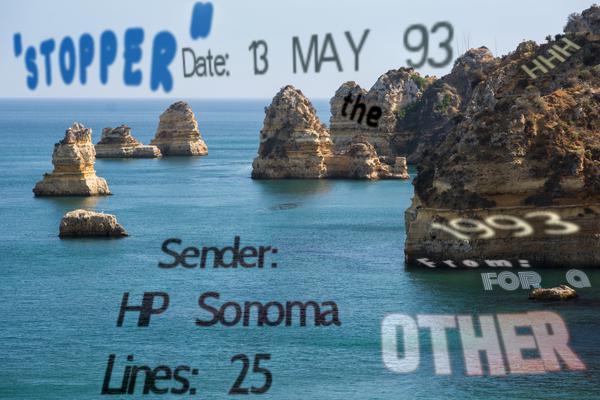 'STOPPER"
Date: 13 MAY 93
HHH
the
1993
From:
FOR a
Sender:
HP Sonoma
OTHER
Lines: 25